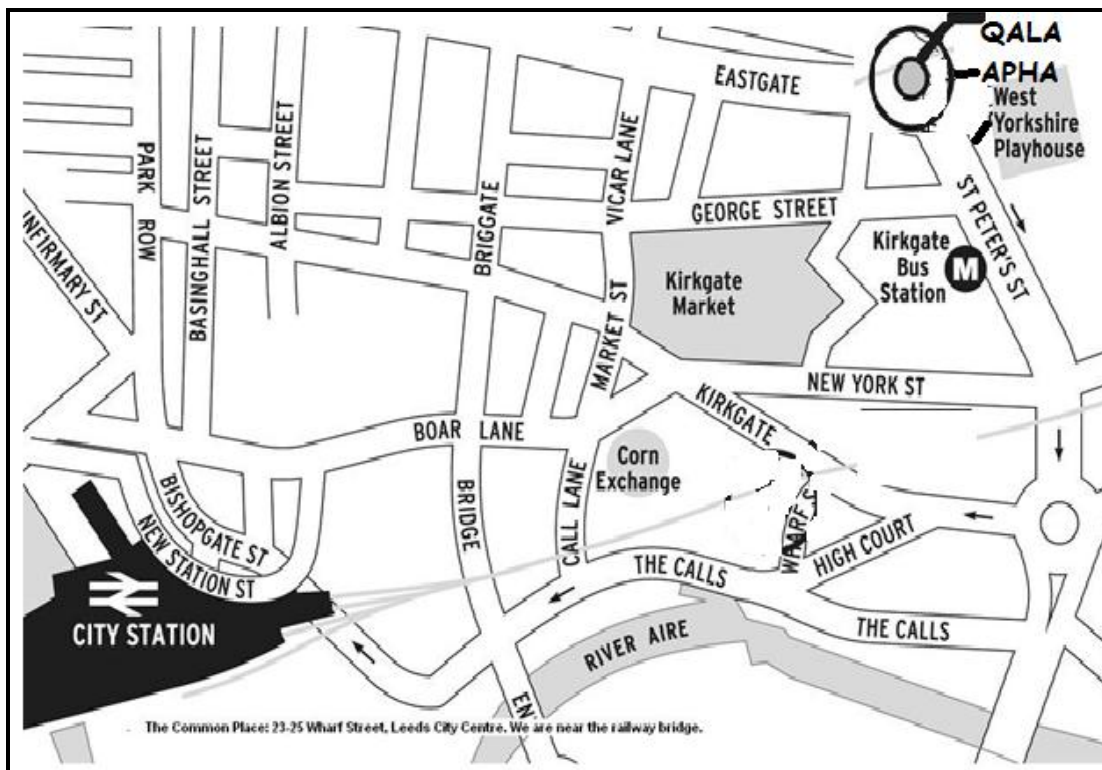 QALA
APHA
EASTGATE
West
Yorkshire
Playhouse
PARK ROW
BASINGHALL STREET
ALBION STREET
BRIGGATE
VICAR LANE
GEORGE STREET
ST PETER'S ST
INFIRMARY ST
Kirkgate
Market
Kirkgate
Bus
Station
M
MARKET ST
NEW YORK ST
KIRKGATE
BOAR LANE
Corn
Exchange
CALL LANE
BRIDGE
WHARF S
HIGH COURT
BISHOPGATE ST
NEW STATION ST
THE CALLS
THE CALLS
CITY STATION
RIVER AIRE
The Common Place: 23-25 Wharf Street, Leeds City Centre. We are near the railway bridge.